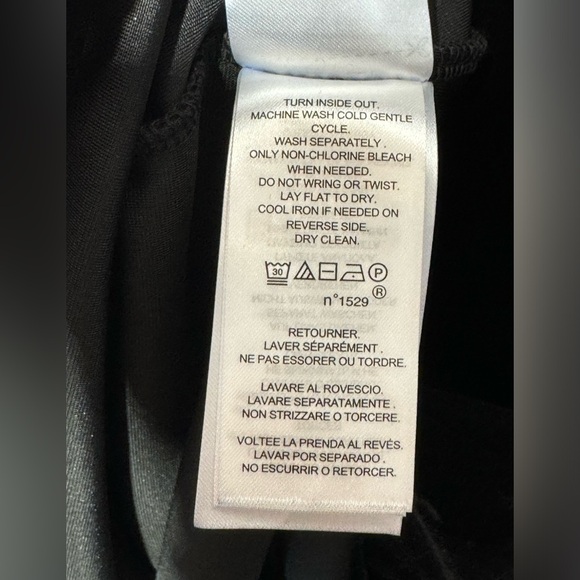 TURN INSIDE OUT.
MACHINE WASH COLD GENTLE
CYCLE.
WASH SEPARATELY .
ONLY NON-CHLORINE BLEACH
WHEN NEEDED.
DO NOT WRING OR TWIST.
LAY FLAT TO DRY.
COOL IRON IF NEEDED ON
REVERSE SIDE.
DRY CLEAN.
30 P
n°1529 ®
RETOURNER.
LAVER SÉPARÉMENT .
NE PAS ESSORER OU TORDRE.
LAVARE AL ROVESCIO.
LAVARE SEPARATAMENTE .
NON STRIZZARE O TORCERE.
VOLTEE LA PRENDA AL REVÉS.
LAVAR POR SEPARADO .
NO ESCURRIR O RETORCER.